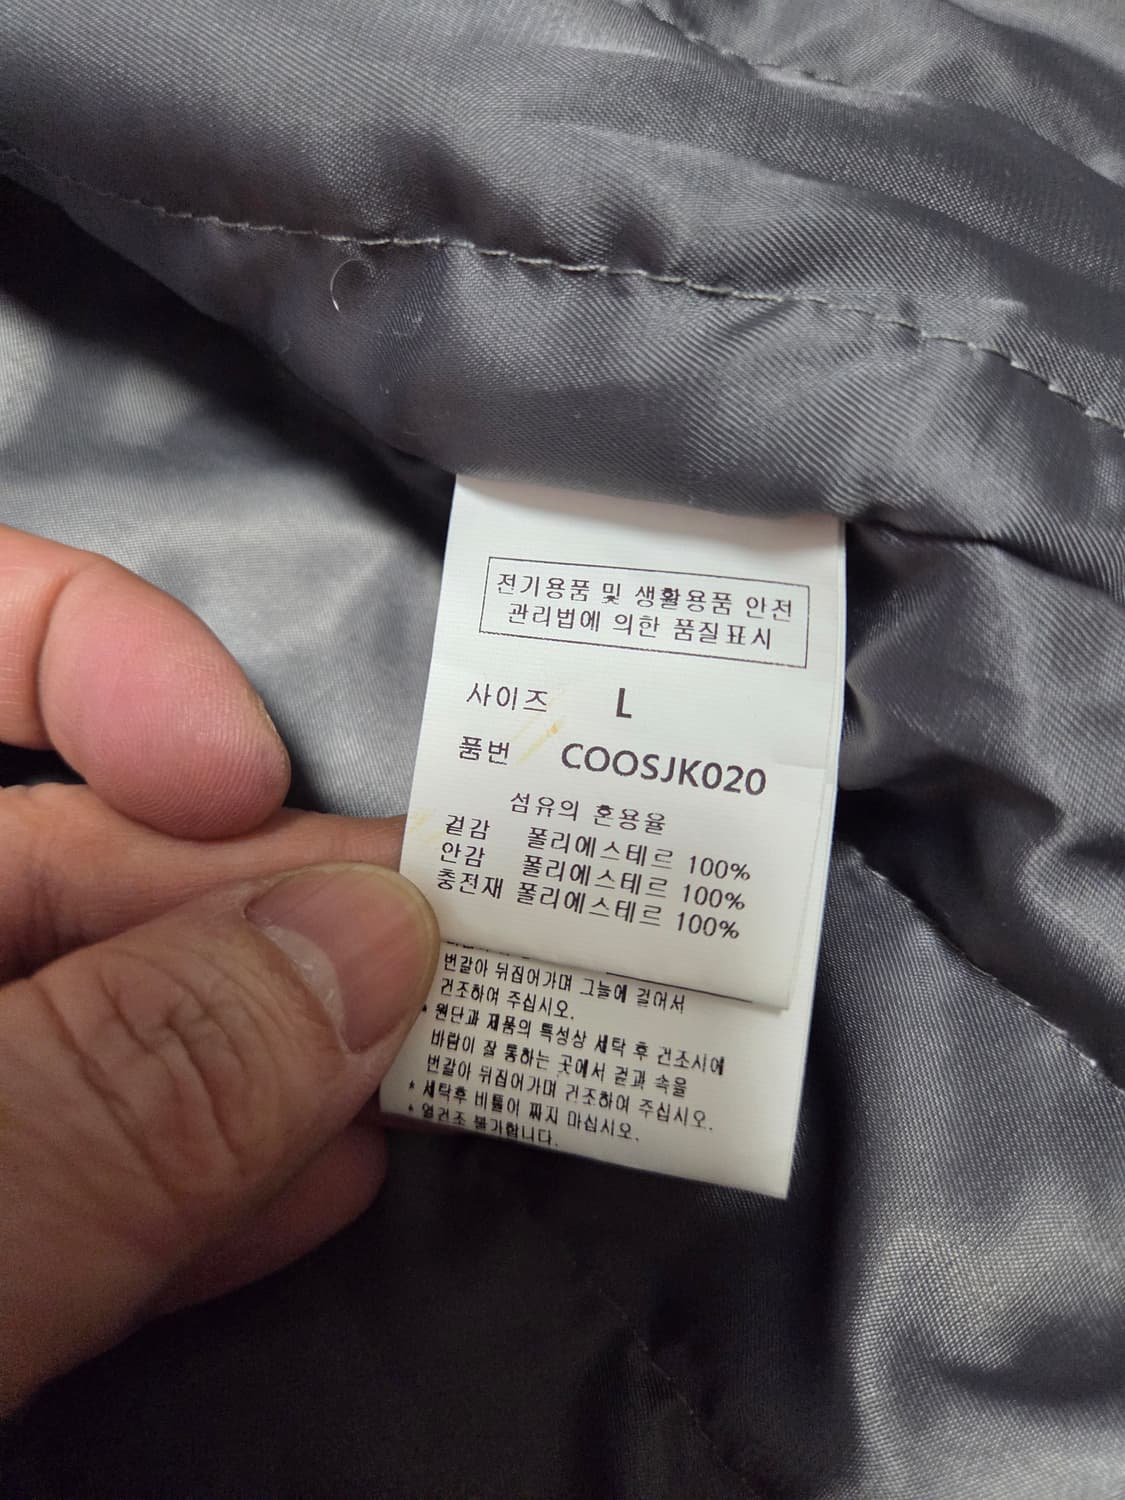 전기용품 및 생활용품 안전
관리법에 의한 품질표시
사이즈 L
품번 COOSJK020
섬유의 혼용율
겉감 폴리에스테르 100%
안감 폴리에스테르 100%
충전재 폴리에스테르 100%
번갈아 뒤집어가며 그늘에 걸어서
건조하여 주십시오.
* 원단과 제품의 특성상 세탁 후 건조시에
바람이 잘 통하는 곳에서 겉과 속을
번갈아 뒤집어가며 건조하여 주십시오.
* 세탁후 비틀어 짜지 마십시오.
* 열건조 불가합니다.